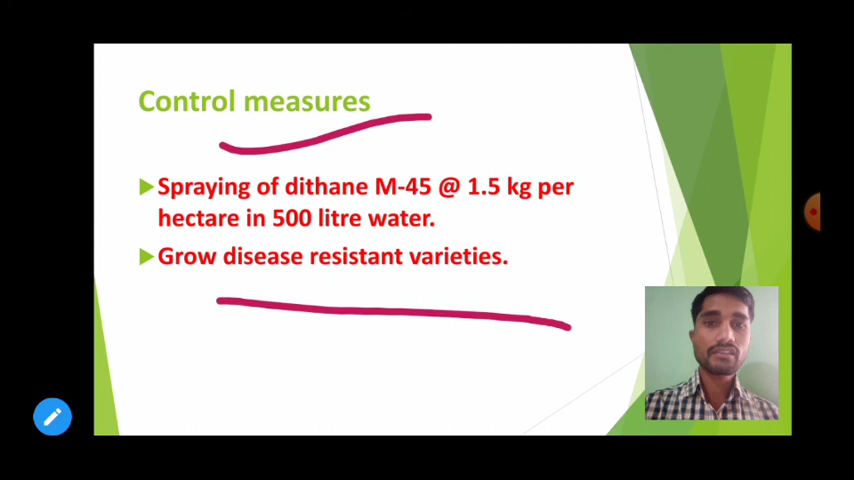 Control measures
Spraying of dithane M-45 @ 1.5 kg per
hectare in 500 litre water.
Grow disease resistant varieties.